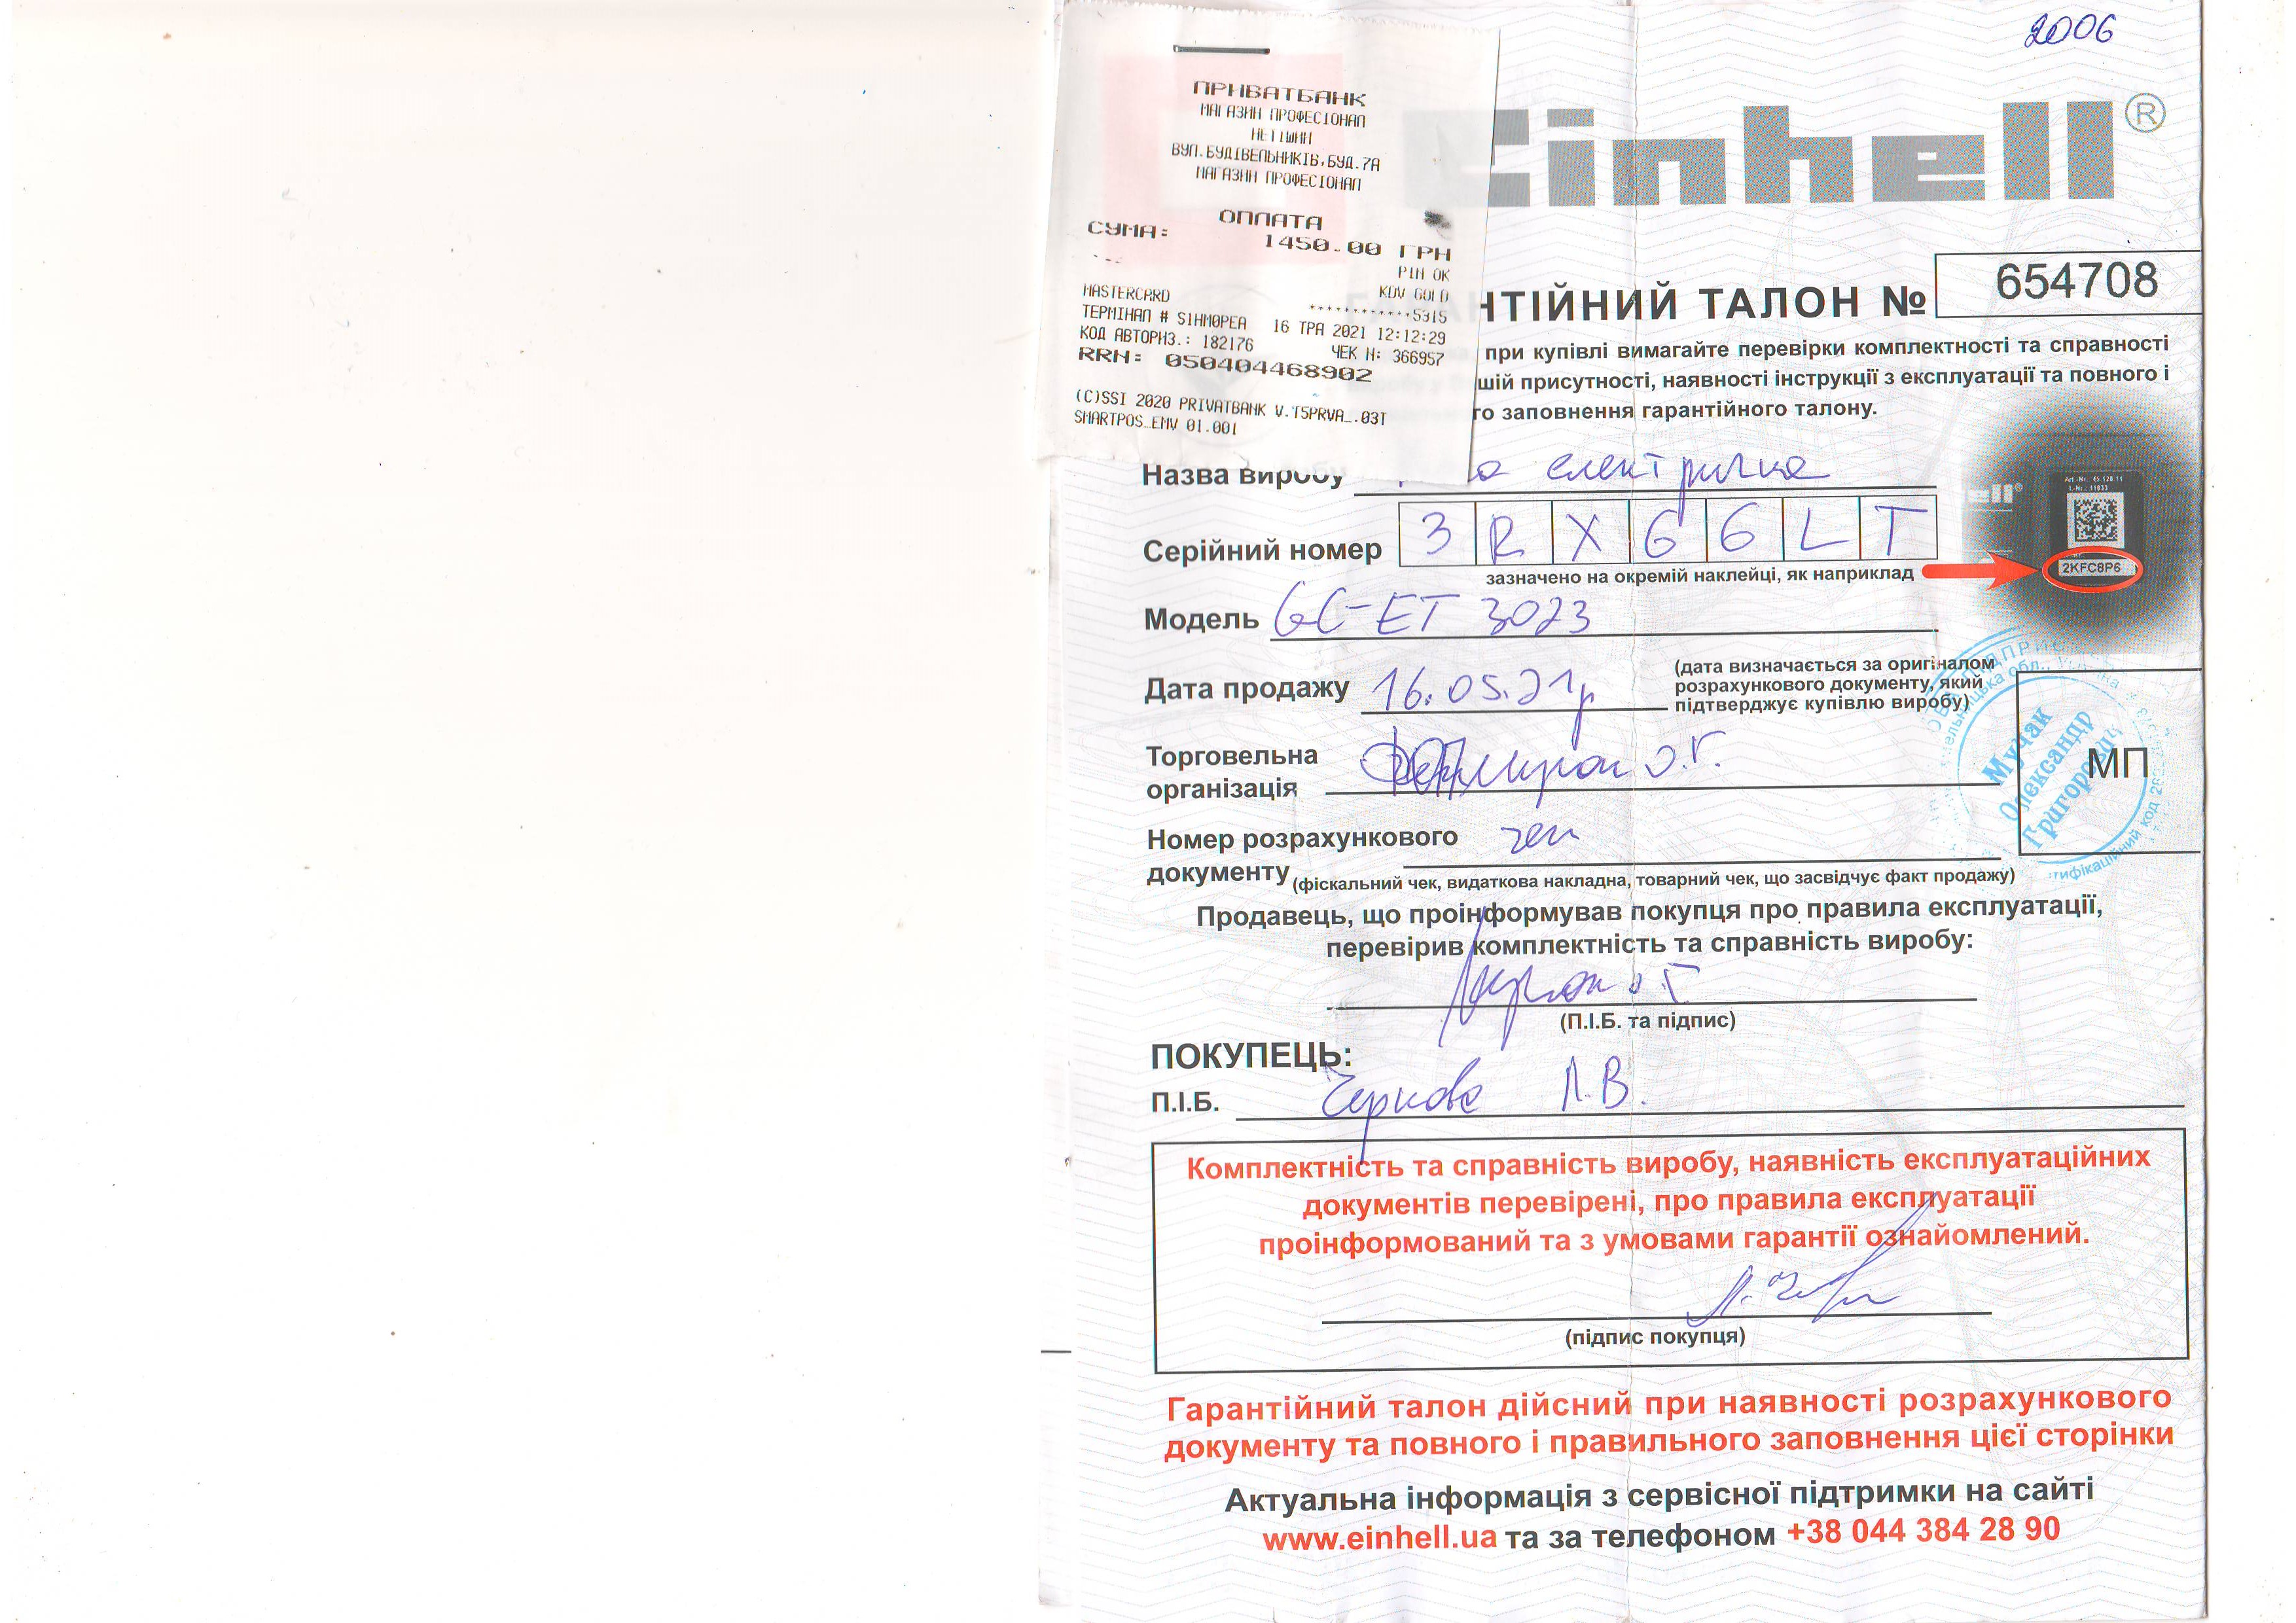 2006
ПРИВАТБАНК
МАГАЗИН ПРОФЕСІОНАЛ
НЕТІШИН
ВУЛ.БУДІВЕЛЬНИКІВ,БУД.7А
МАГАЗИН ПРОФЕСІОНАЛ
ОПЛАТА
СУМА: 1450.00 ГРН
PIN OK
KDV GOLD
MASTERCARD ............5315
ТЕРМІНАЛ # S1HM0PEA 16 ТРА 2021 12:12:29
КОД АВТОРИЗ.: 182176 ЧЕК N: 366957
RRN: 050404468902
(C)SSI 2020 PRIVATBANK V.T5PRVA_.03T
SMARTPOS_EMV 01.001
Einhell®
НТІЙНИЙ ТАЛОН № 654708
при купівлі вимагайте перевірки комплектності та справності
шій присутності, наявності інструкції з експлуатації та повного і
го заповнення гарантійного талону.
Назва виробу електрична
Серійний номер 3RX66LT
зазначено на окремій наклейці, як наприклад
2KFC8P6
Модель GC-ET 3023
Дата продажу 16.05.21р
(дата визначається за оригіналом
розрахункового документу, який
підтверджує купівлю виробу)
Торговельна
організація О.Г.
МП
Мучак
Олександр
Григорович
Номер розрахункового чек
документу (фіскальний чек, видаткова накладна, товарний чек, що засвідчує факт продажу)
Продавець, що проінформував покупця про правила експлуатації,
перевірив комплектність та справність виробу:
(П.І.Б. та підпис)
ПОКУПЕЦЬ:
П.І.Б. Черкова Л.В.
Комплектність та справність виробу, наявність експлуатаційних
документів перевірені, про правила експлуатації
проінформований та з умовами гарантії ознайомлений.
(підпис покупця)
Гарантійний талон дійсний при наявності розрахункового
документу та повного і правильного заповнення цієї сторінки
Актуальна інформація з сервісної підтримки на сайті
www.einhell.ua та за телефоном +38 044 384 28 90